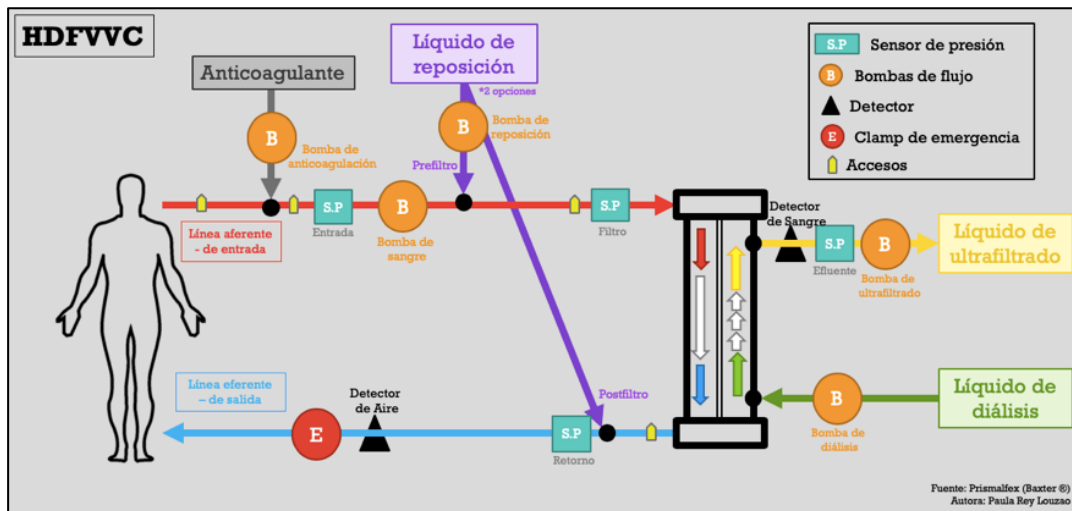 HDFVVC
Anticoagulante
Líquido de
reposición
*2 opciones
S.P
Sensor de presión
B
Bombas de flujo
Detector
E
Clamp de emergencia
Accesos
B
Bomba de
anticoagulación
B
Bomba de
reposición
Prefiltro
S.P
Entrada
B
Bomba de
sangre
S.P
Filtro
Línea aferente
- de entrada
Detector
de Sangre
S.P
Efluente
B
Bomba de
ultrafiltrado
Líquido de
ultrafiltrado
Línea eferente
– de salida
Detector
de Aire
E
S.P
Retorno
Postfiltro
B
Bomba de
diálisis
Líquido de
diálisis
Fuente: Prismalfex (Baxter ®)
Autora: Paula Rey Louzao